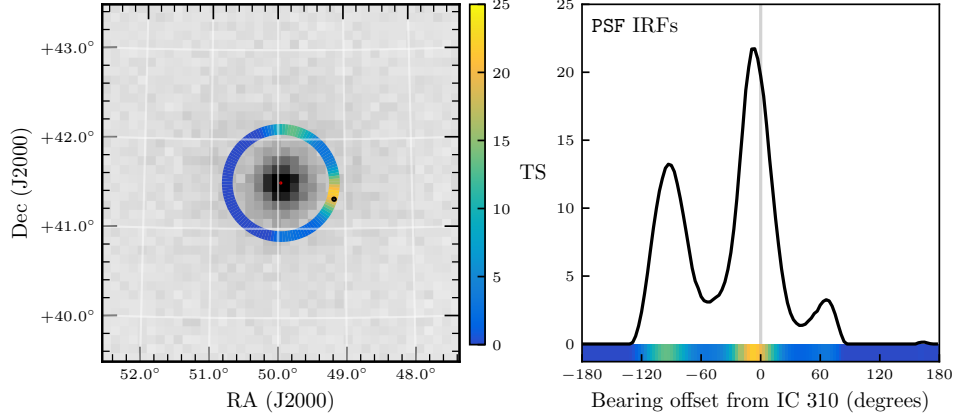 +43.0°
+42.0°
+41.0°
+40.0°
Dec (J2000)
52.0° 51.0° 50.0° 49.0° 48.0°
RA (J2000)
25
20
15
10
5
0
TS
25
20
15
10
5
0
PSF IRFs
−180 −120 −60 0 60 120 180
Bearing offset from IC 310 (degrees)